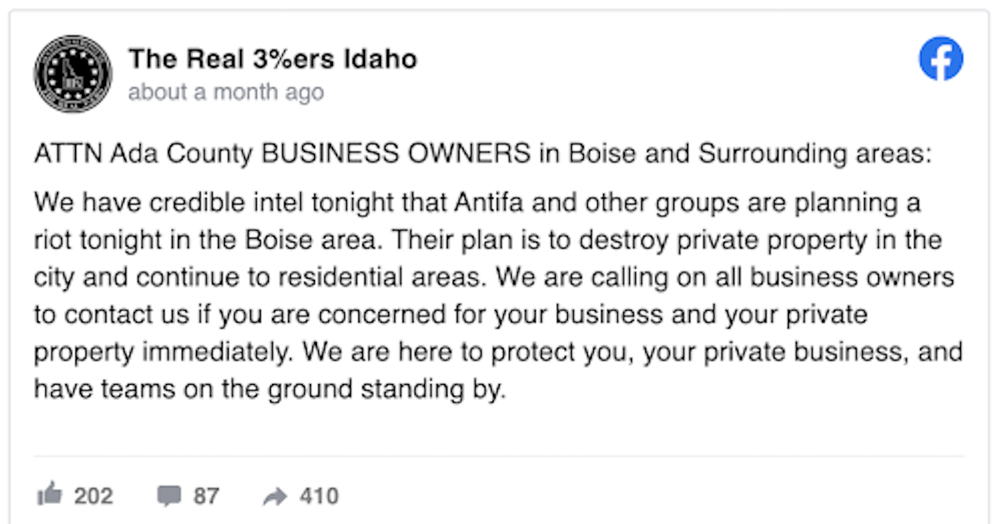 The Real 3%ers Idaho
about a month ago
ATTN Ada County BUSINESS OWNERS in Boise and Surrounding areas:
We have credible intel tonight that Antifa and other groups are planning a
riot tonight in the Boise area. Their plan is to destroy private property in the
city and continue to residential areas. We are calling on all business owners
to contact us if you are concerned for your business and your private
property immediately. We are here to protect you, your private business, and
have teams on the ground standing by.
202 87 410